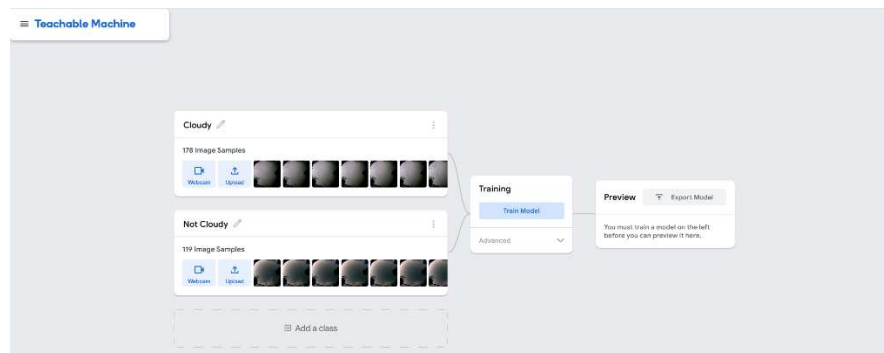 Teachable Machine
Cloudy
178 Image Samples
Webcam
Upload
Not Cloudy
119 Image Samples
Webcam
Upload
Add a class
Training
Train Model
Advanced
Preview
Export Model
You must train a model on the left
before you can preview it here.